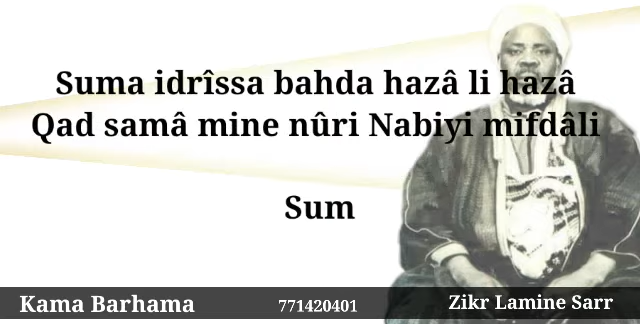 Suma idrîssa bahda hazâ li hazâ
Qad samâ mine nûri Nabiyi mifdâli
Sum
Kama Barhama
771420401
Zikr Lamine Sarr